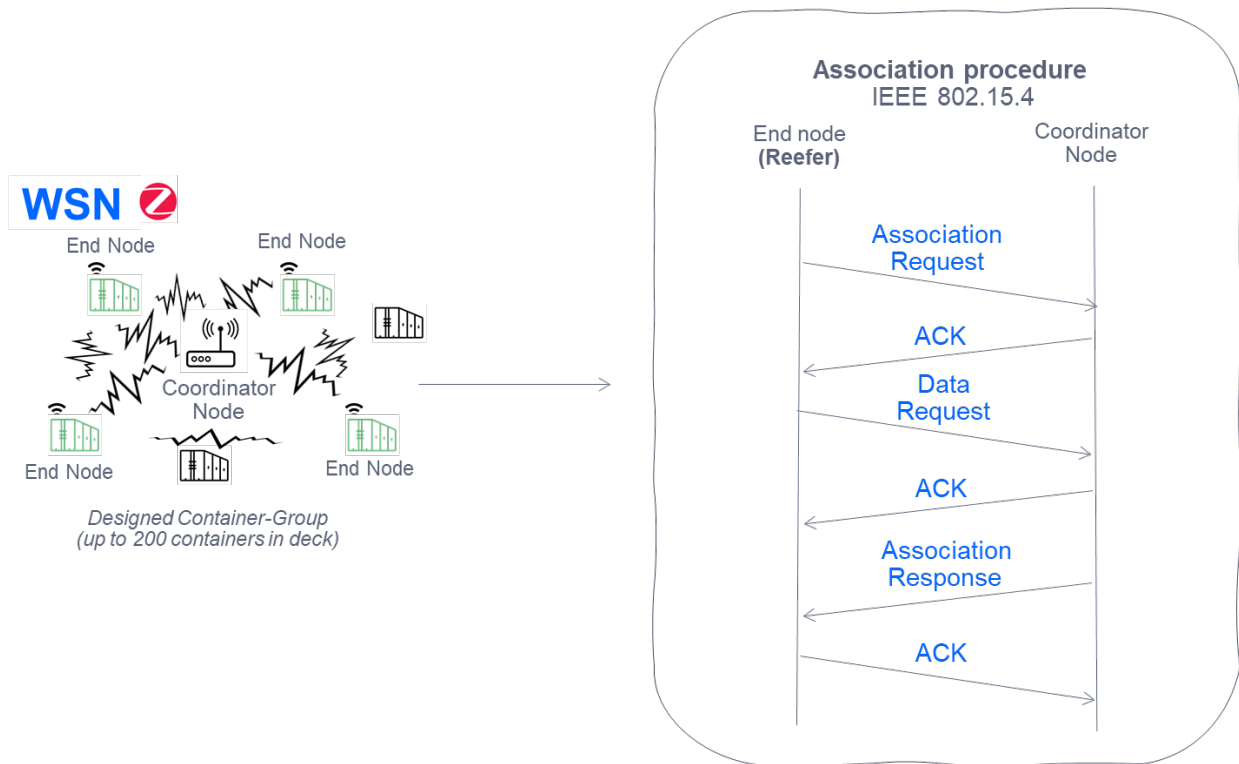 WSN
End Node
End Node
Coordinator
Node
End Node
End Node
Designed Container-Group
(up to 200 containers in deck)
Association procedure
IEEE 802.15.4
End node
(Reefer)
Coordinator
Node
Association
Request
ACK
Data
Request
ACK
Association
Response
ACK